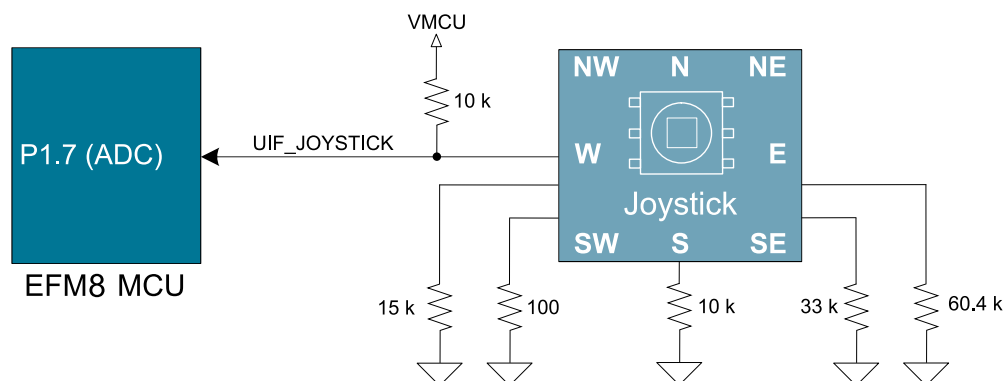 VMCU
NW N NE
10 k
P1.7 (ADC)
UIF_JOYSTICK
W E
Joystick
SW S SE
EFM8 MCU
15 k 100 10 k 33 k 60.4 k